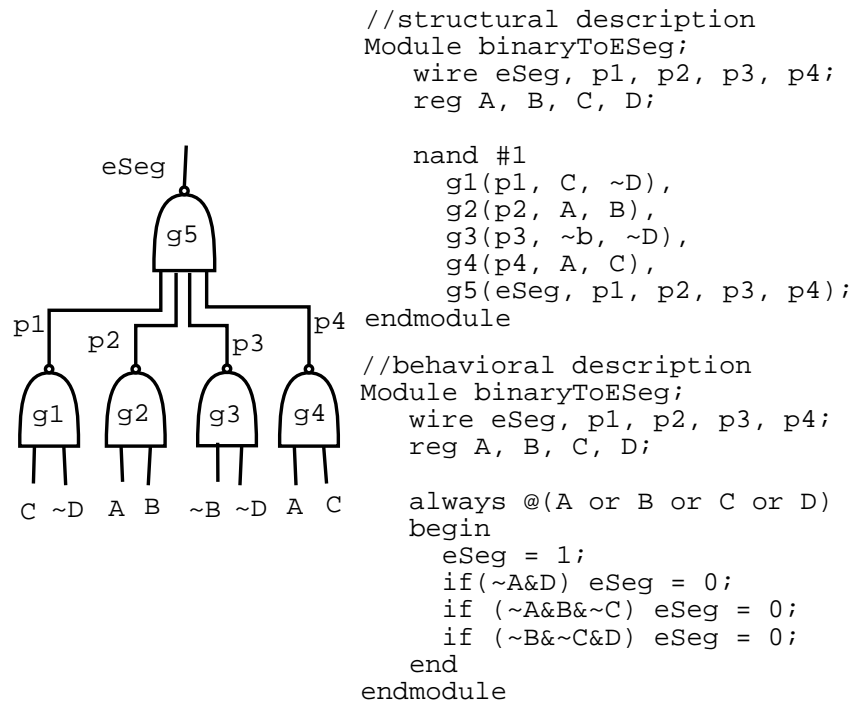 //structural description
Module binaryToESeg;
wire eSeg, p1, p2, p3, p4;
reg A, B, C, D;
nand #1
g1(p1, C, ~D),
g2(p2, A, B),
g3(p3, ~b, ~D),
g4(p4, A, C),
g5(eSeg, p1, p2, p3, p4);
endmodule
//behavioral description
Module binaryToESeg;
wire eSeg, p1, p2, p3, p4;
reg A, B, C, D;
always @(A or B or C or D)
begin
eSeg = 1;
if(~A&D) eSeg = 0;
if (~A&B&~C) eSeg = 0;
if (~B&~C&D) eSeg = 0;
end
endmodule
eSeg
g5
p1 p2 p3 p4
g1 g2 g3 g4
C ~D A B ~B ~D A C